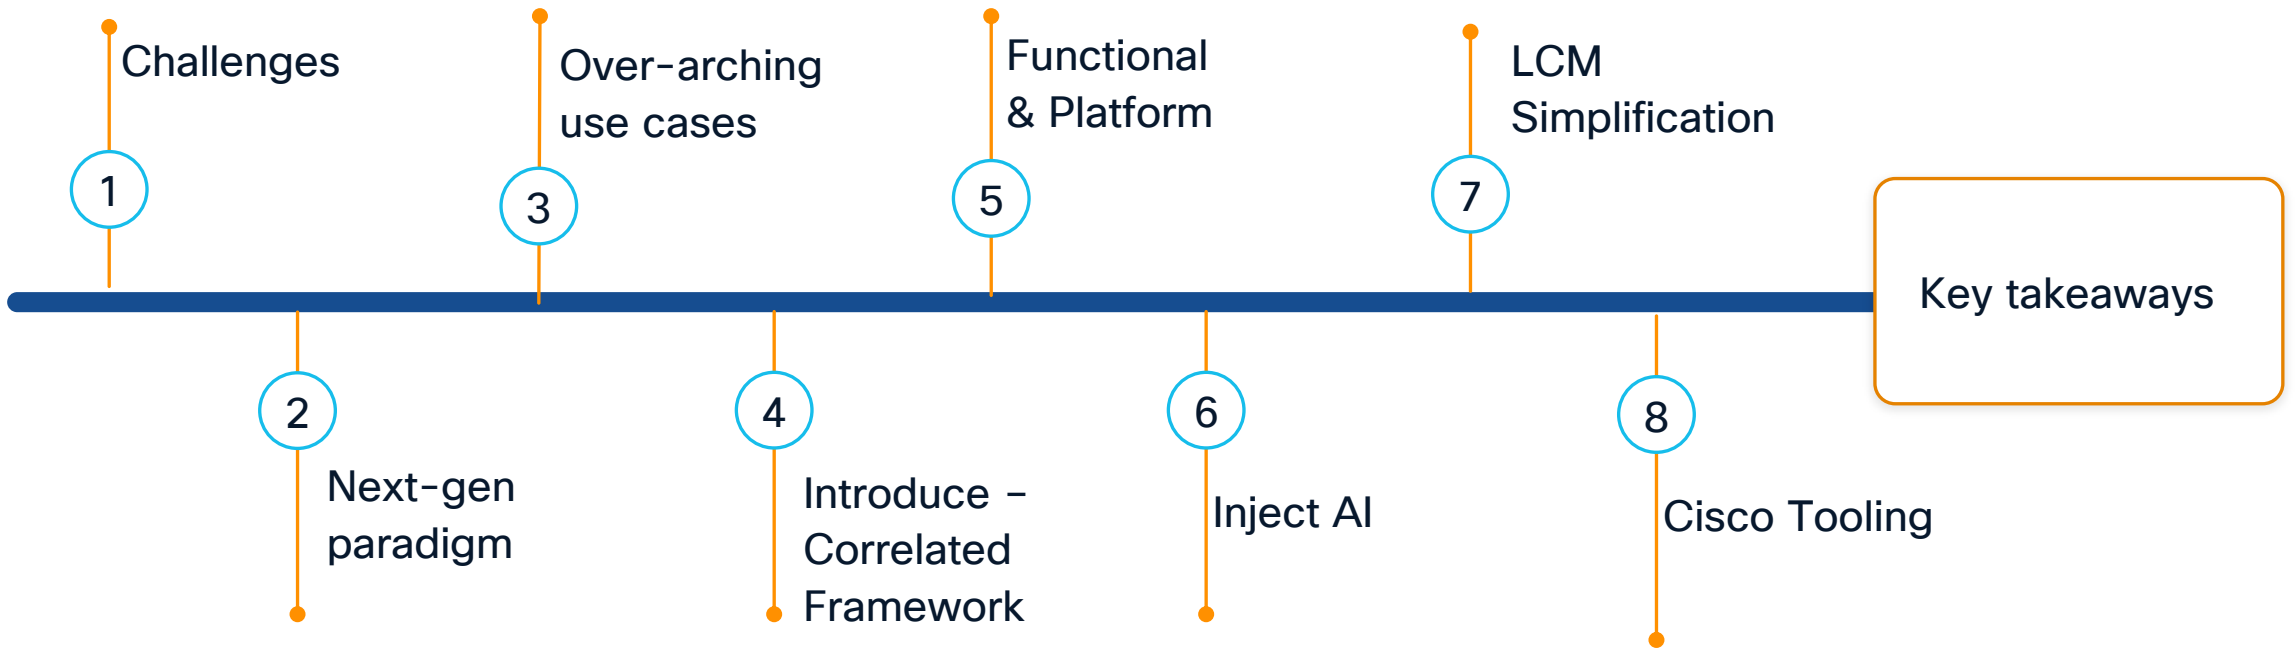 1
Challenges
2
Next-gen
paradigm
3
Over-arching
use cases
4
Introduce –
Correlated
Framework
5
Functional
& Platform
6
Inject AI
7
LCM
Simplification
8
Cisco Tooling
Key takeaways